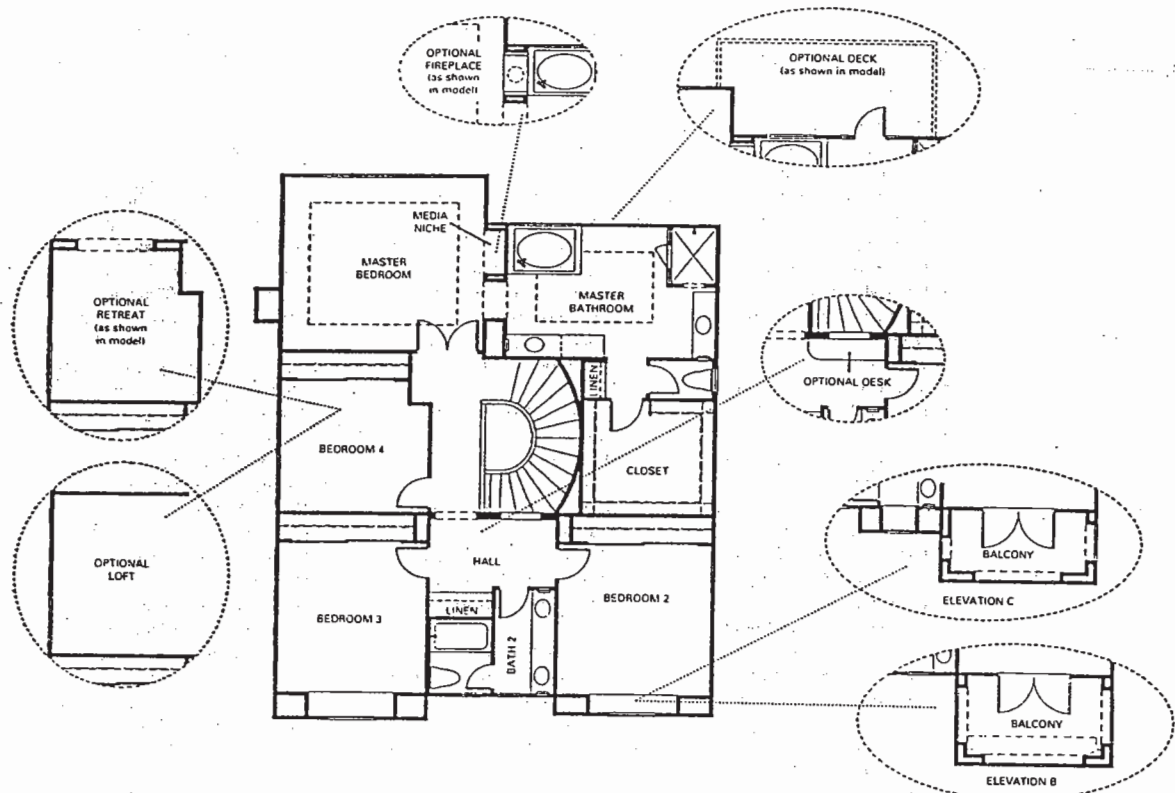 OPTIONAL
FIREPLACE
(as shown
in model)
OPTIONAL DECK
(as shown in model)
MEDIA
NICHE
MASTER
BEDROOM
MASTER
BATHROOM
OPTIONAL
RETREAT
(as shown
in model)
OPTIONAL DESK
LINEN
BEDROOM 4
CLOSET
OPTIONAL
LOFT
HALL
BALCONY
ELEVATION C
LINEN
BEDROOM 2
BEDROOM 3
BATH 2
BALCONY
ELEVATION B